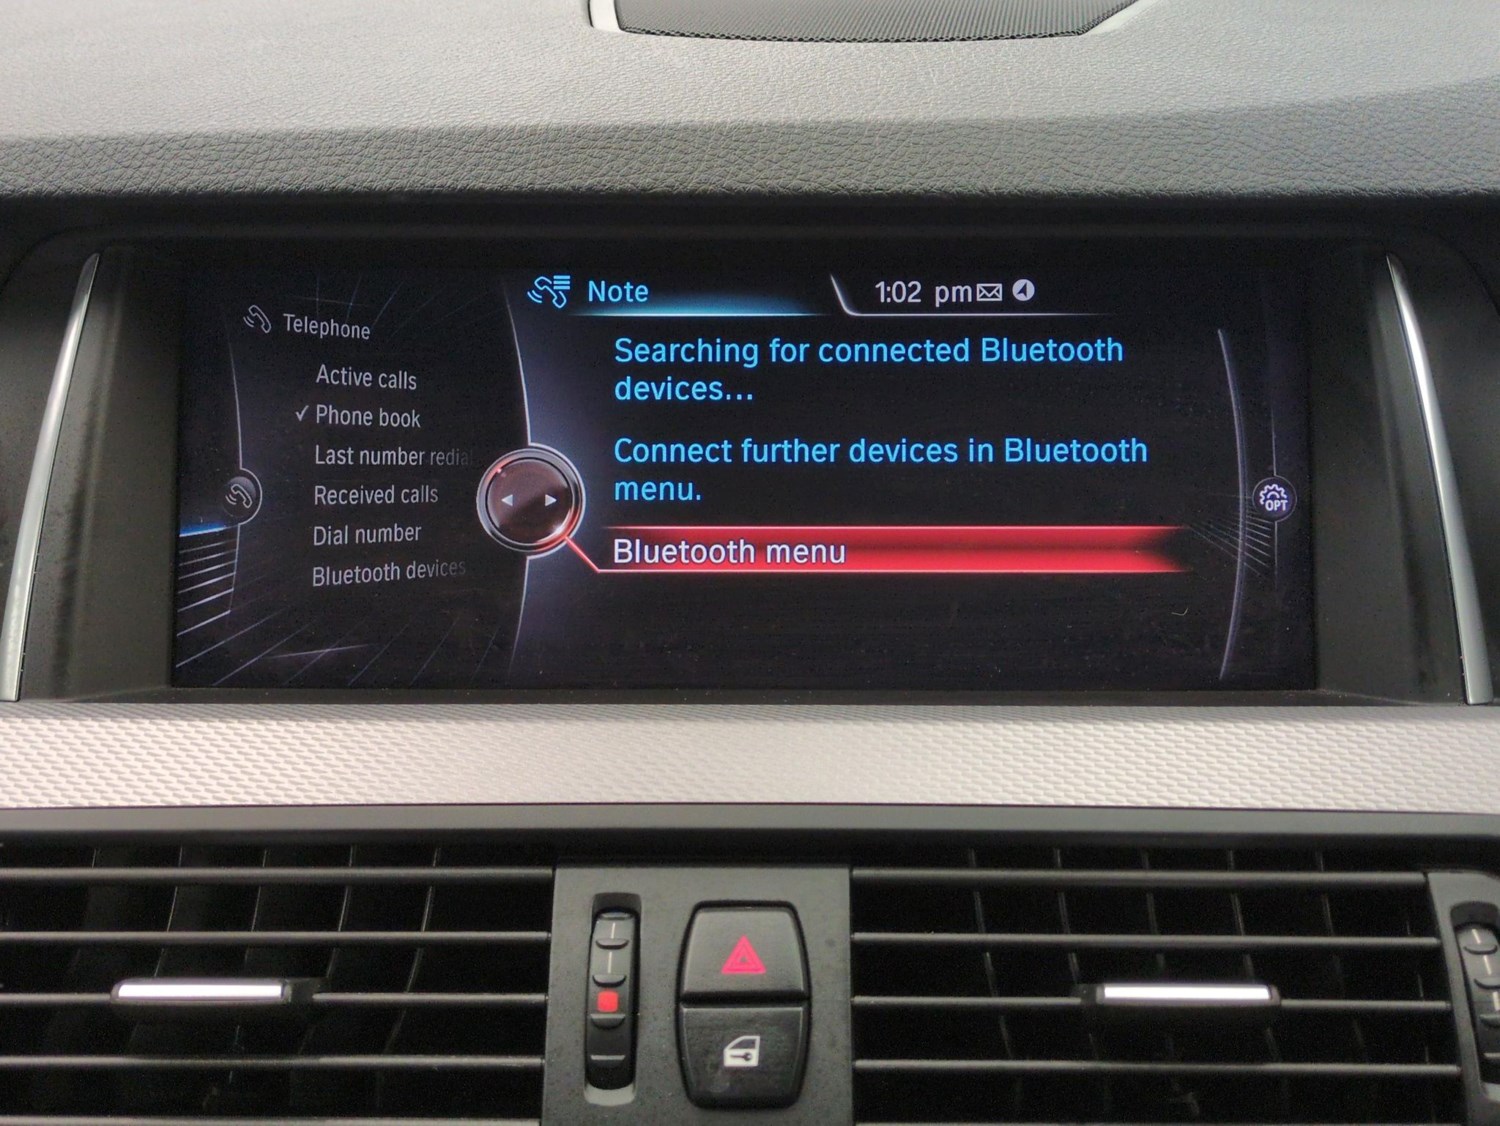 Note
1:02 pm
Telephone
Active calls
✓ Phone book
Last number redial
Received calls
Dial number
Bluetooth devices
Searching for connected Bluetooth
devices...
Connect further devices in Bluetooth
menu.
Bluetooth menu
OPT